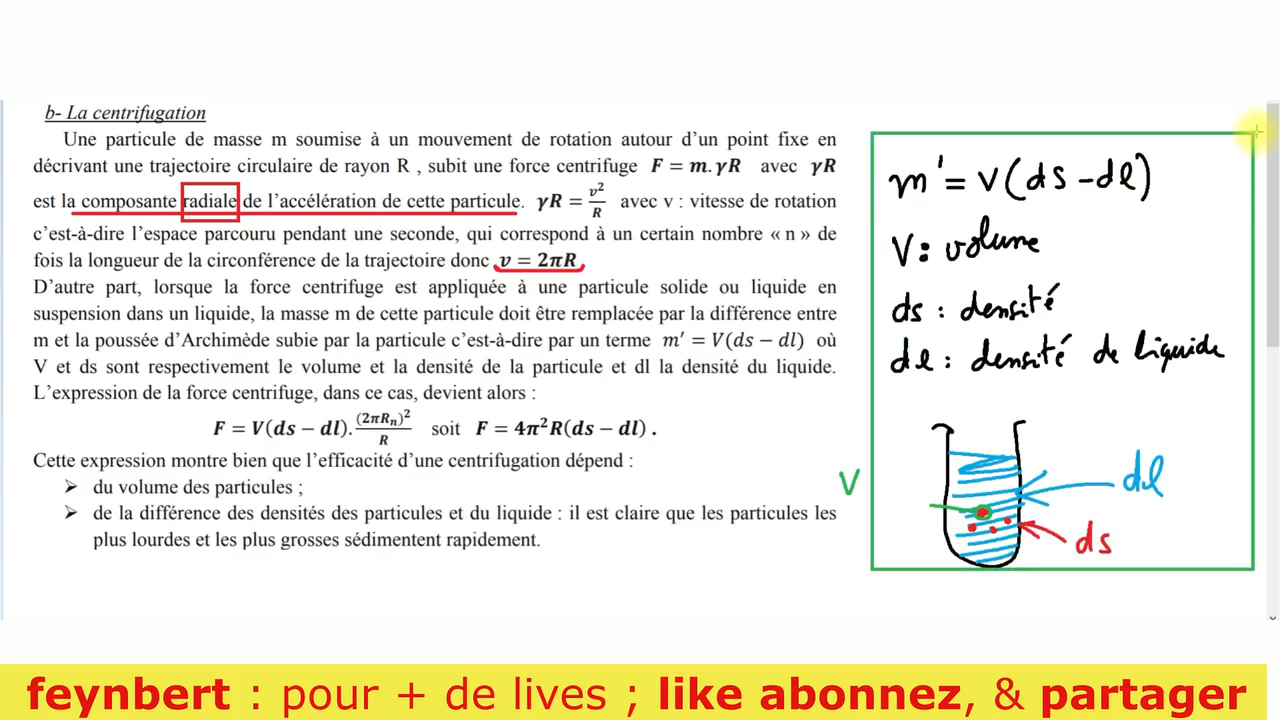 b- La centrifugation
Une particule de masse m soumise à un mouvement de rotation autour d'un point fixe en
décrivant une trajectoire circulaire de rayon R , subit une force centrifuge F = m.γR avec γR
est la composante radiale de l'accélération de cette particule. γR = v²/R avec v : vitesse de rotation
c'est-à-dire l'espace parcouru pendant une seconde, qui correspond à un certain nombre « n » de
fois la longueur de la circonférence de la trajectoire donc v = 2πR
D'autre part, lorsque la force centrifuge est appliquée à une particule solide ou liquide en
suspension dans un liquide, la masse m de cette particule doit être remplacée par la différence entre
m et la poussée d'Archimède subie par la particule c'est-à-dire par un terme m′ = V(ds − dl) où
V et ds sont respectivement le volume et la densité de la particule et dl la densité du liquide.
L'expression de la force centrifuge, dans ce cas, devient alors :
F = V(ds − dl).(2πRₙ)²/R soit F = 4π²R(ds − dl) .
Cette expression montre bien que l'efficacité d'une centrifugation dépend :
➢ du volume des particules ;
➢ de la différence des densités des particules et du liquide : il est claire que les particules les
plus lourdes et les plus grosses sédimentent rapidement.
m' = V(ds - dl)
V : volume
ds : densité
dl : densité de liquide
V
dl
ds
feynbert : pour + de lives ; like abonnez, & partager